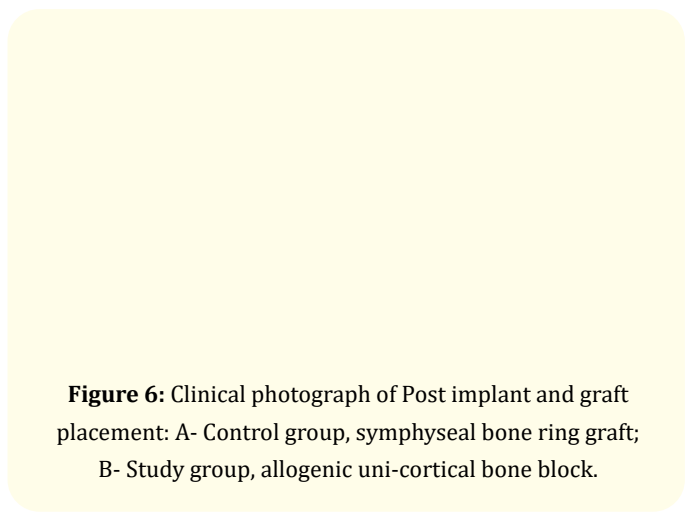 Figure 6: Clinical photograph of Post implant and graft
placement: A- Control group, symphyseal bone ring graft;
B- Study group, allogenic uni-cortical bone block.